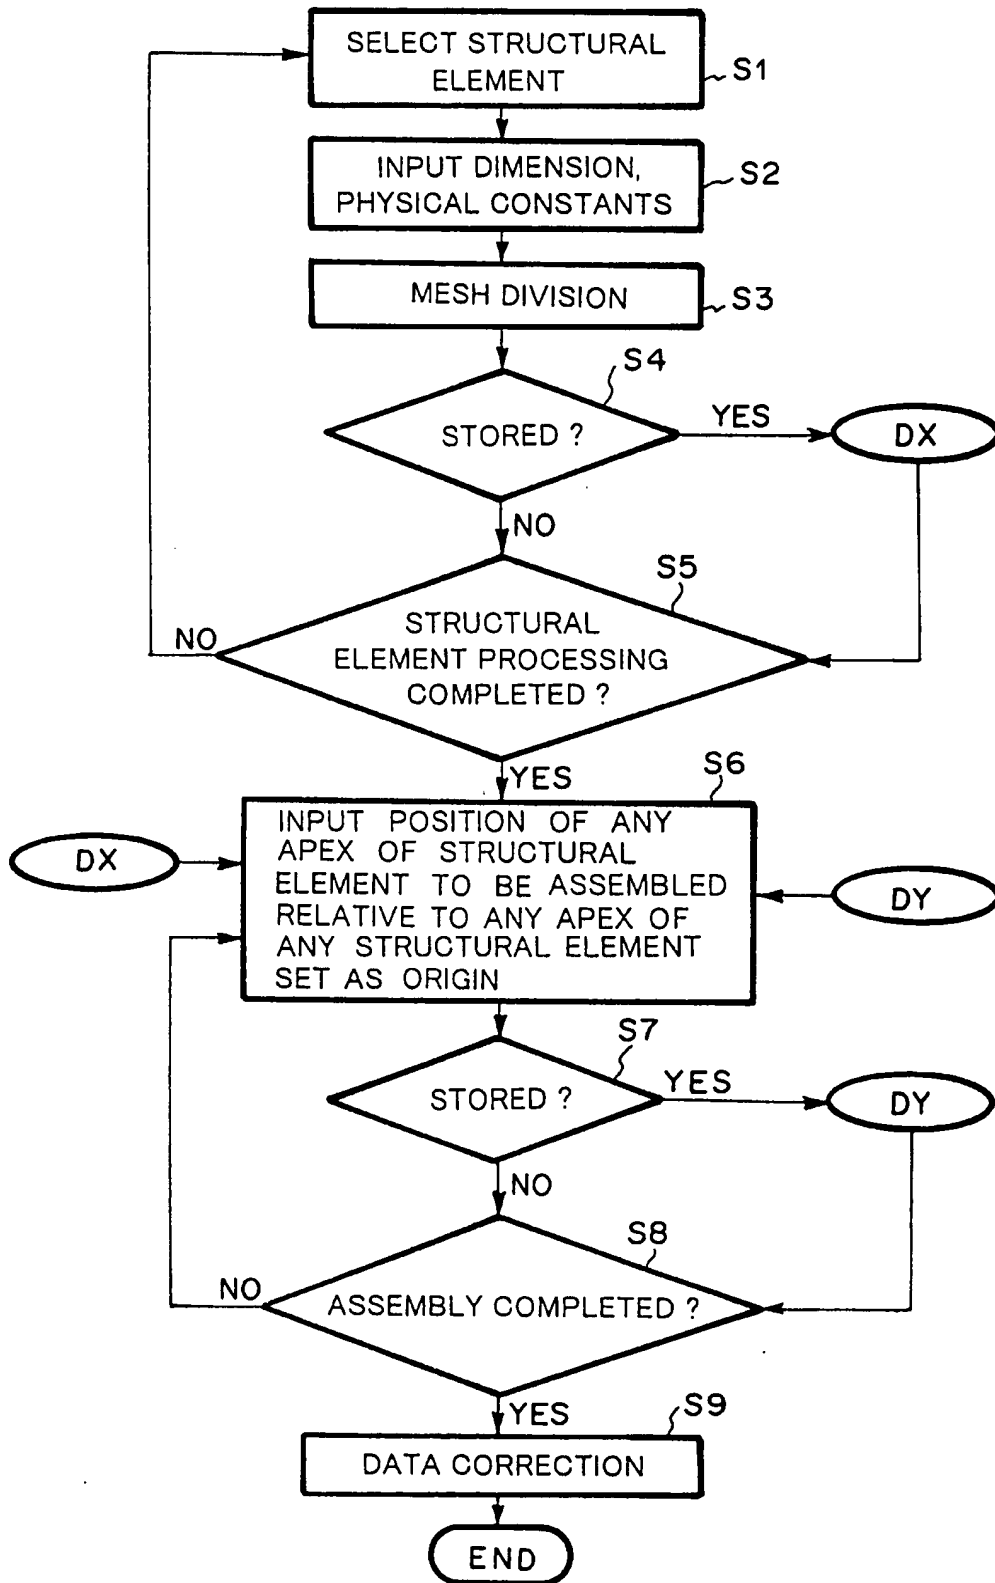 SELECT STRUCTURAL
ELEMENT
S1
INPUT DIMENSION,
PHYSICAL CONSTANTS
S2
MESH DIVISION
S3
S4
STORED ?
YES
DX
NO
S5
STRUCTURAL
ELEMENT PROCESSING
COMPLETED ?
NO
YES
S6
INPUT POSITION OF ANY
APEX OF STRUCTURAL
ELEMENT TO BE ASSEMBLED
RELATIVE TO ANY APEX OF
ANY STRUCTURAL ELEMENT
SET AS ORIGIN
DX
DY
S7
STORED ?
YES
DY
NO
S8
ASSEMBLY COMPLETED ?
NO
YES
S9
DATA CORRECTION
END